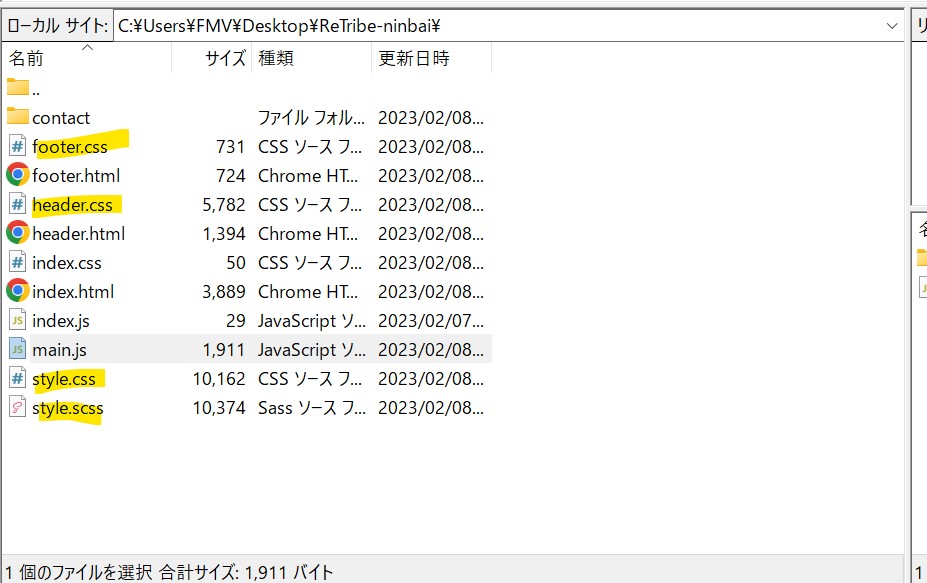 ローカル サイト: C:¥Users¥FMV¥Desktop¥ReTribe-ninbai¥
名前 サイズ 種類 更新日時
..
contact ファイル フォル... 2023/02/08...
footer.css 731 CSS ソース フ... 2023/02/08...
footer.html 724 Chrome HT... 2023/02/08...
header.css 5,782 CSS ソース フ... 2023/02/08...
header.html 1,394 Chrome HT... 2023/02/08...
index.css 50 CSS ソース フ... 2023/02/08...
index.html 3,889 Chrome HT... 2023/02/08...
index.js 29 JavaScript ソ... 2023/02/07...
main.js 1,911 JavaScript ソ... 2023/02/08...
style.css 10,162 CSS ソース フ... 2023/02/08...
style.scss 10,374 Sass ソース フ... 2023/02/08...
1 個のファイルを選択 合計サイズ: 1,911 バイト
1